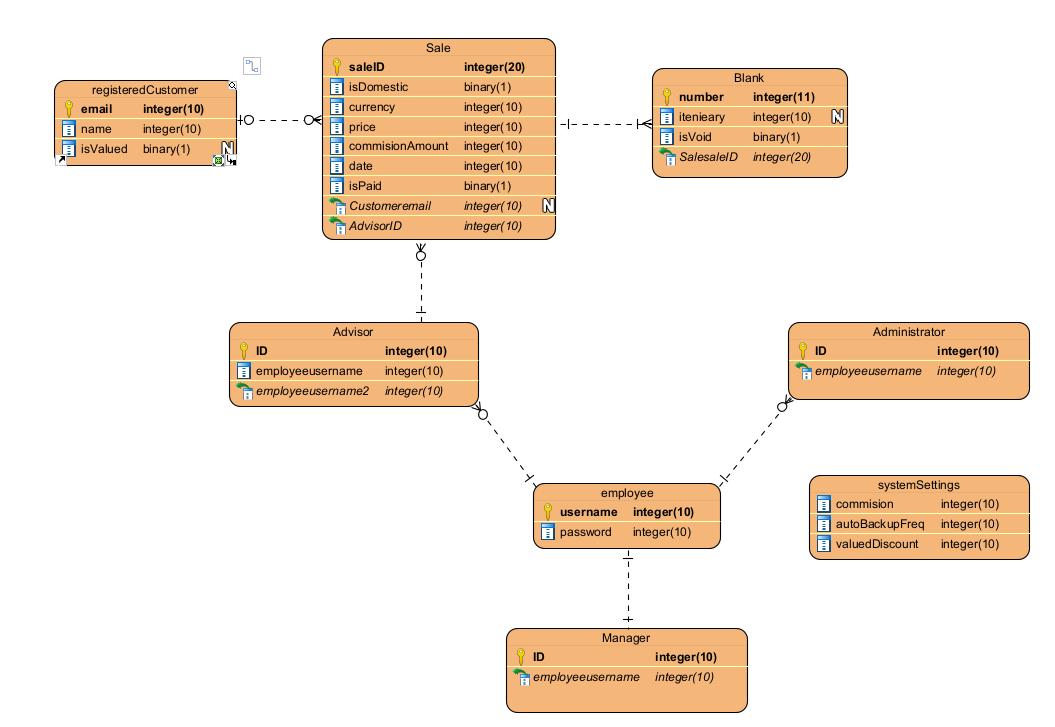 registeredCustomer
email integer(10)
name integer(10)
isValued binary(1) N
Sale
saleID integer(20)
isDomestic binary(1)
currency integer(10)
price integer(10)
commisionAmount integer(10)
date integer(10)
isPaid binary(1)
Customeremail integer(10) N
AdvisorID integer(10)
Blank
number integer(11)
itenieary integer(10) N
isVoid binary(1)
SalesaleID integer(20)
Advisor
ID integer(10)
employeeusername integer(10)
employeeusername2 integer(10)
Administrator
ID integer(10)
employeeusername integer(10)
employee
username integer(10)
password integer(10)
systemSettings
commision integer(10)
autoBackupFreq integer(10)
valuedDiscount integer(10)
Manager
ID integer(10)
employeeusername integer(10)